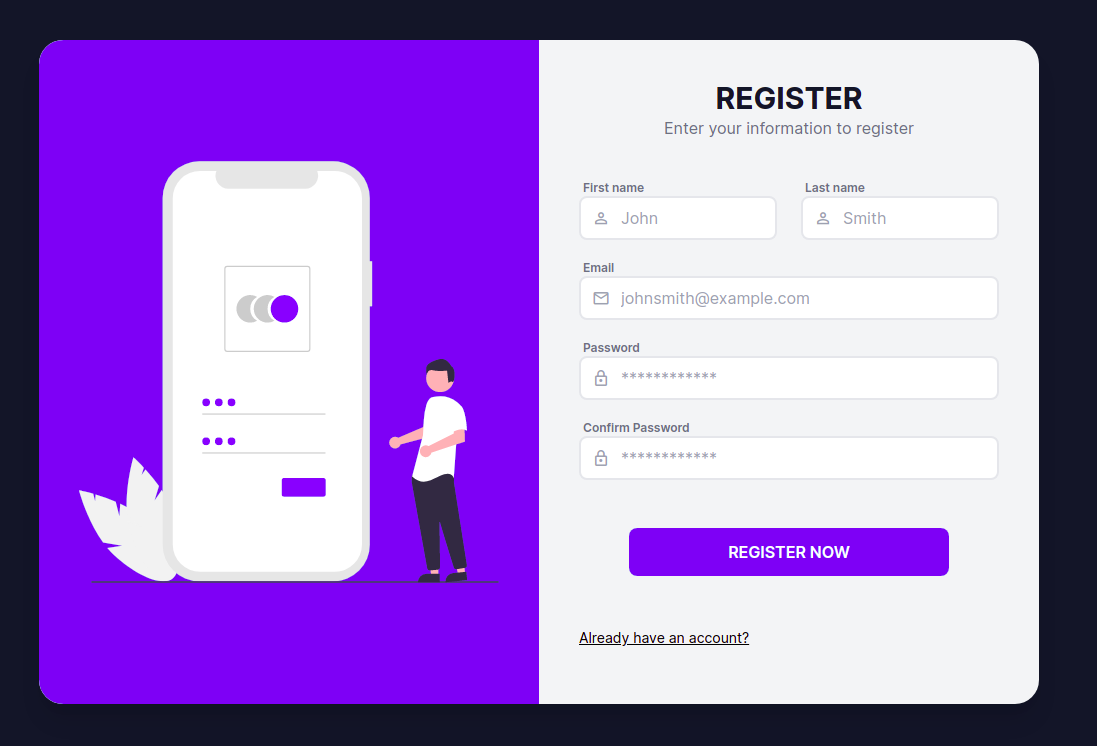 REGISTER
Enter your information to register
First name Last name
John Smith
Email
johnsmith@example.com
Password
************
Confirm Password
************
REGISTER NOW
Already have an account?